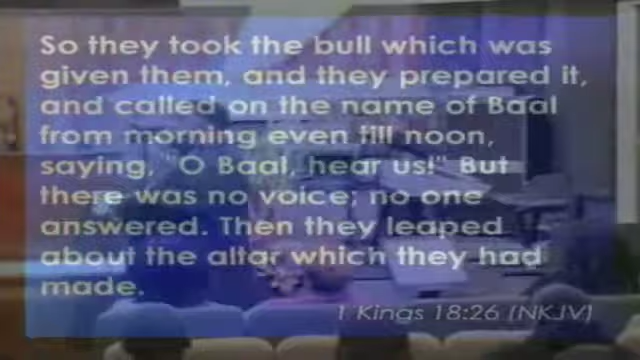 So they took the bull which was
given them, and they prepared it,
and called on the name of Baal
from morning even till noon,
saying, "O Baal, hear us!" But
there was no voice; no one
answered. Then they leaped
about the altar which they had
made.
1 Kings 18:26 (NKJV)